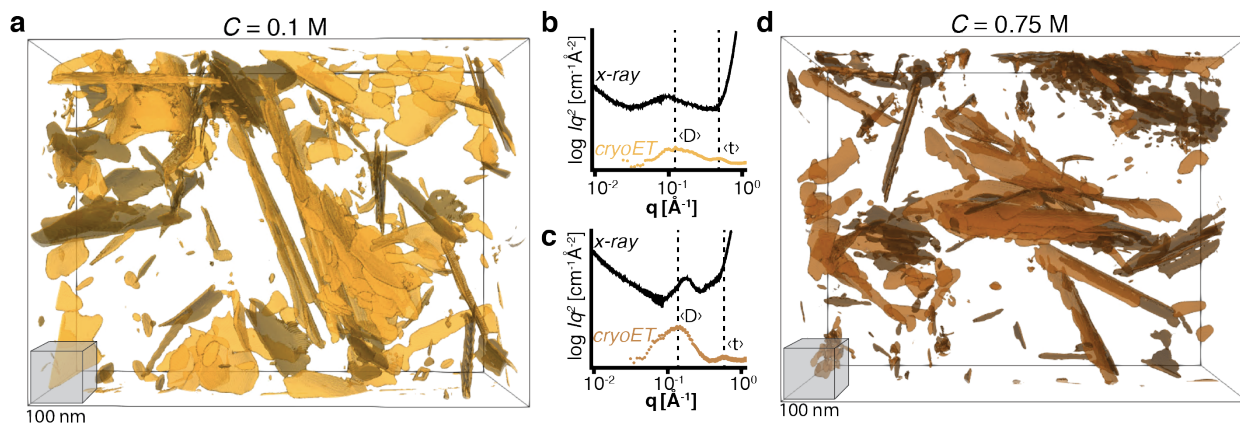 a
C = 0.1 M
100 nm
b
log Iq² [cm⁻¹Å⁻²]
x-ray
⟨D⟩
cryoET
⟨t⟩
10⁻² 10⁻¹ 10⁰
q [Å⁻¹]
c
log Iq² [cm⁻¹Å⁻²]
x-ray
⟨D⟩
cryoET
⟨t⟩
10⁻² 10⁻¹ 10⁰
q [Å⁻¹]
d
C = 0.75 M
100 nm